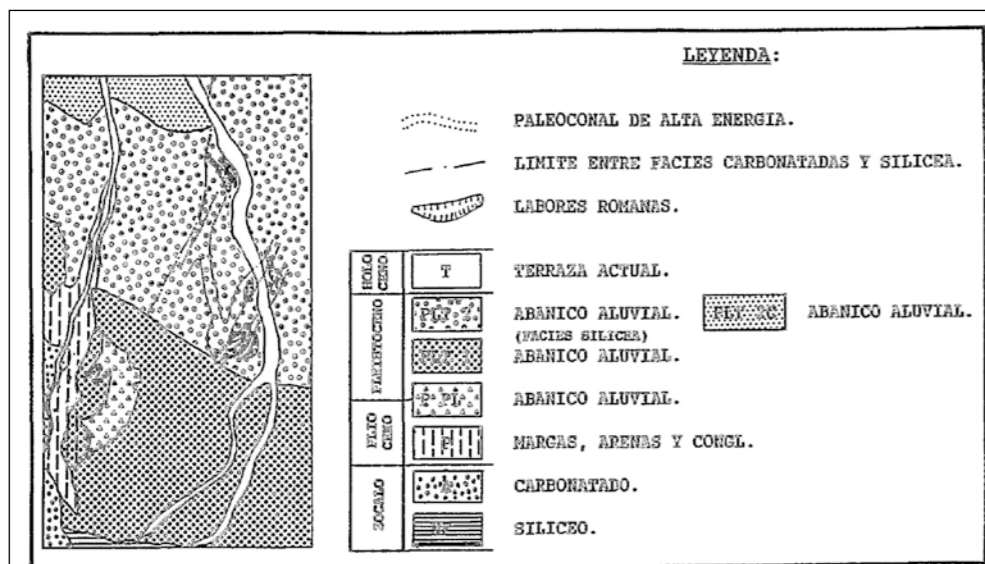 LEYENDA:
PALEOCONAL DE ALTA ENERGIA.
LIMITE ENTRE FACIES CARBONATADAS Y SILICEA.
LABORES ROMANAS.
HOLO
CENO.
T
TERRAZA ACTUAL.
PLEISTOCENO
ABANICO ALUVIAL.
(FACIES SILICEA)
ABANICO ALUVIAL.
ABANICO ALUVIAL.
ABANICO ALUVIAL.
PLIO
CENO
P
MARGAS, ARENAS Y CONGL.
ZOCALO
CARBONATADO.
SILICEO.